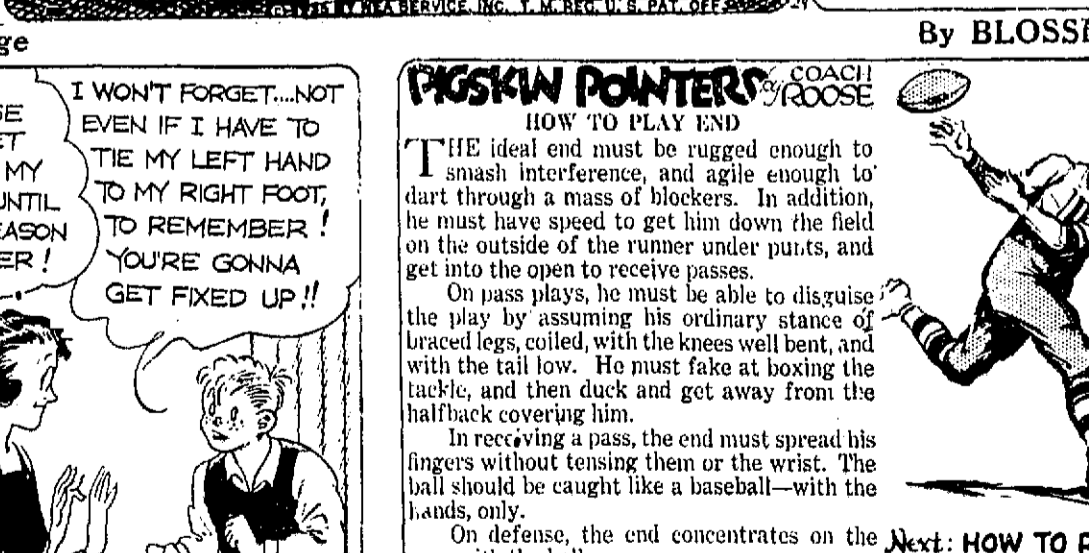 BY NEA SERVICE, INC. T. M. REG. U. S. PAT. OFF.
By BLOSS
MY
I WON'T FORGET....NOT
EVEN IF I HAVE TO
TIE MY LEFT HAND
TO MY RIGHT FOOT,
TO REMEMBER!
YOU'RE GONNA
GET FIXED UP!!
PIGSKIN POINTERS by COACH ROOSE
HOW TO PLAY END
THE ideal end must be rugged enough to
smash interference, and agile enough to
dart through a mass of blockers. In addition,
he must have speed to get him down the field
on the outside of the runner under punts, and
get into the open to receive passes.
On pass plays, he must be able to disguise
the play by assuming his ordinary stance of
braced legs, coiled, with the knees well bent, and
with the tail low. He must fake at boxing the
tackle, and then duck and get away from the
halfback covering him.
In receiving a pass, the end must spread his
fingers without tensing them or the wrist. The
ball should be caught like a baseball—with the
hands, only.
On defense, the end concentrates on the
Next: HOW TO